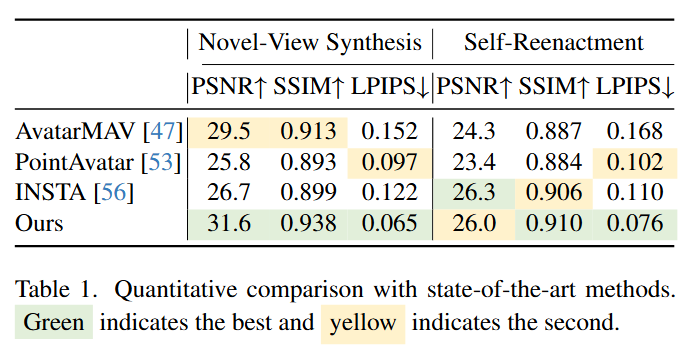 Novel-View Synthesis Self-Reenactment
PSNR↑ SSIM↑ LPIPS↓ PSNR↑ SSIM↑ LPIPS↓
AvatarMAV [47] 29.5 0.913 0.152 24.3 0.887 0.168
PointAvatar [53] 25.8 0.893 0.097 23.4 0.884 0.102
INSTA [56] 26.7 0.899 0.122 26.3 0.906 0.110
Ours 31.6 0.938 0.065 26.0 0.910 0.076
Table 1. Quantitative comparison with state-of-the-art methods.
Green indicates the best and yellow indicates the second.